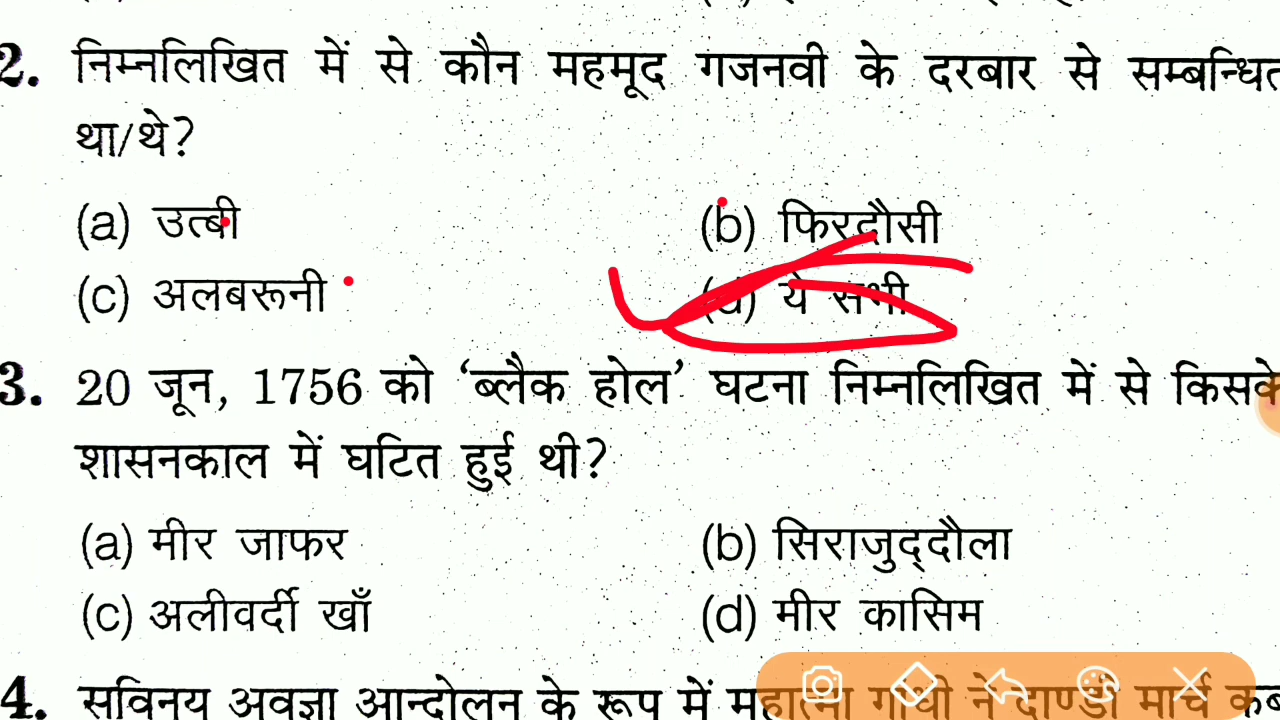 2. निम्नलिखित में से कौन महमूद गजनवी के दरबार से सम्बन्धित
था/थे?
(a) उत्बी (b) फिरदौसी
(c) अलबरूनी (d) ये सभी
3. 20 जून, 1756 को ‘ब्लैक होल’ घटना निम्नलिखित में से किसके
शासनकाल में घटित हुई थी?
(a) मीर जाफर (b) सिराजुद्दौला
(c) अलीवर्दी खाँ (d) मीर कासिम
4. सविनय अवज्ञा आन्दोलन के रूप में महात्मा गांधी ने दाण्डी मार्च कब